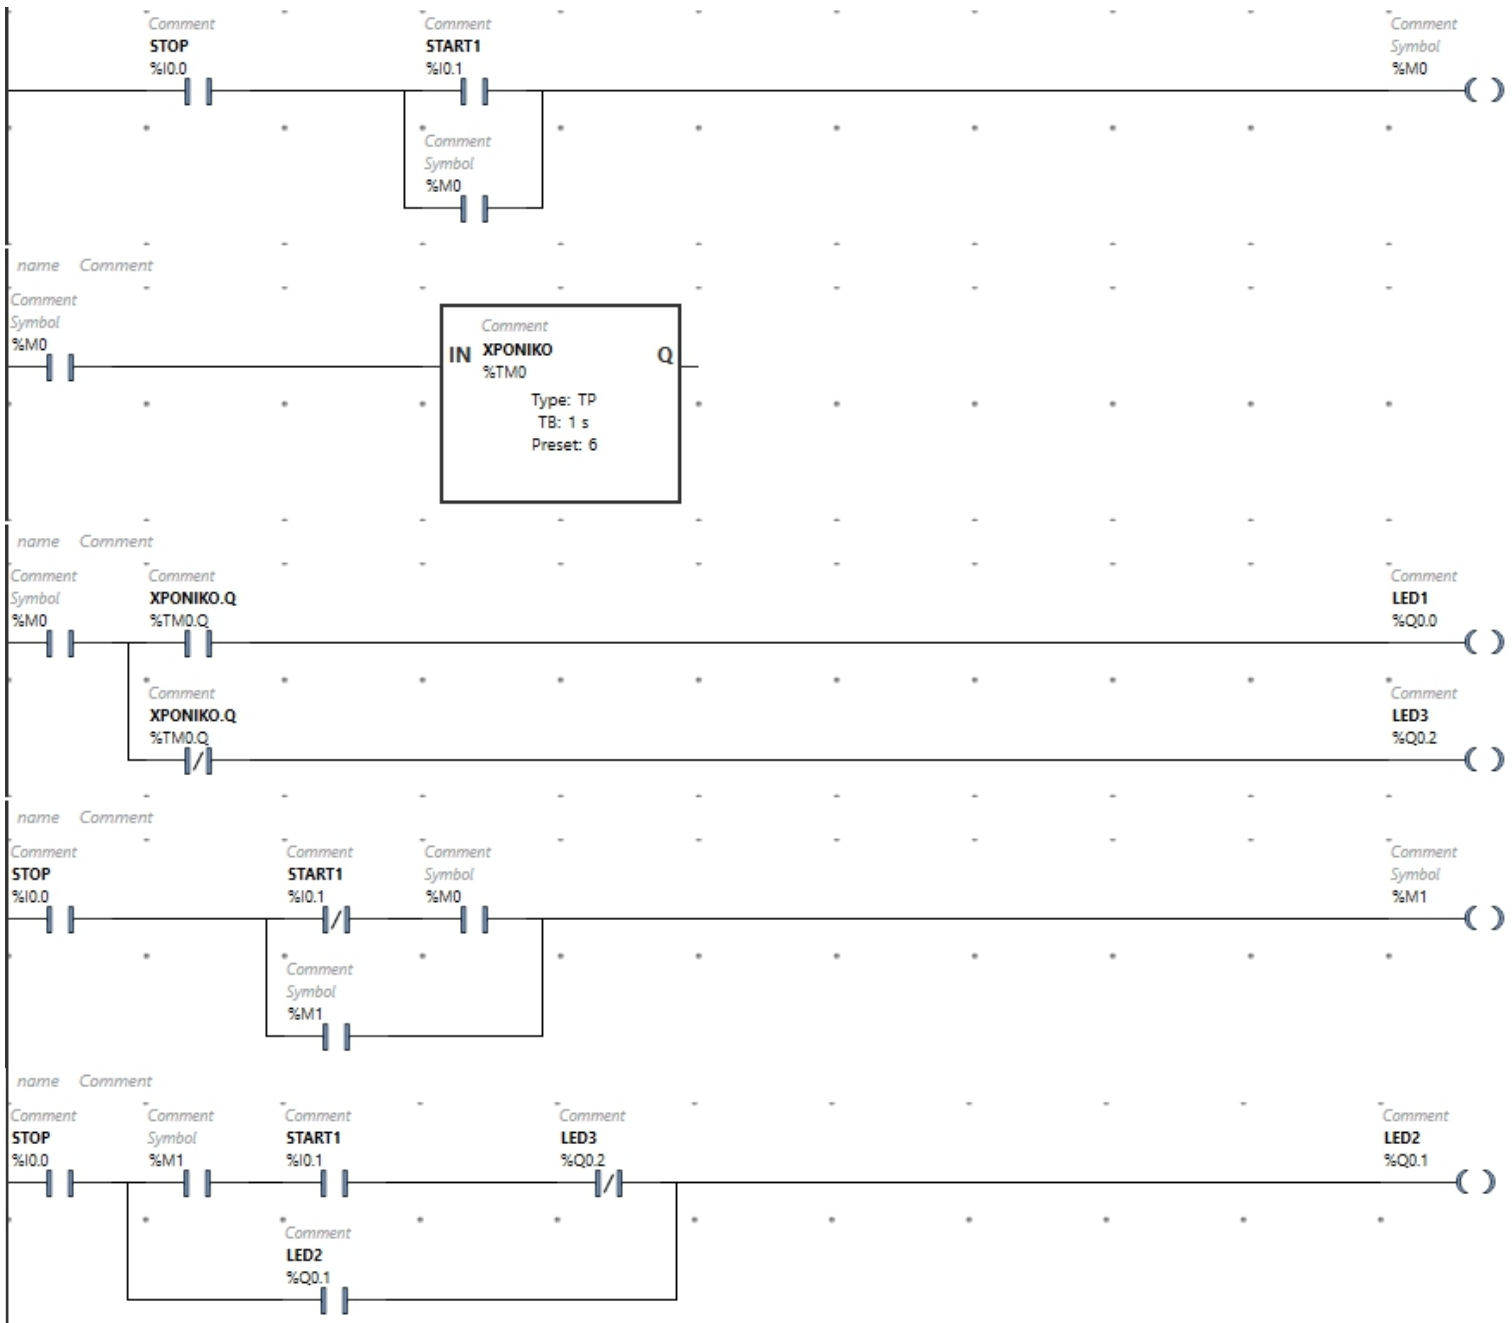 Comment
STOP
%I0.0
Comment
START1
%I0.1
Comment
Symbol
%M0
Comment
Symbol
%M0
name Comment
Comment
Symbol
%M0
IN
Comment
ΧΡΟΝΙΚΟ
%TM0
Q
Type: TP
TB: 1 s
Preset: 6
name Comment
Comment
Symbol
%M0
Comment
ΧΡΟΝΙΚΟ.Q
%TM0.Q
Comment
LED1
%Q0.0
Comment
ΧΡΟΝΙΚΟ.Q
%TM0.Q
Comment
LED3
%Q0.2
name Comment
Comment
STOP
%I0.0
Comment
START1
%I0.1
Comment
Symbol
%M0
Comment
Symbol
%M1
Comment
Symbol
%M1
name Comment
Comment
STOP
%I0.0
Comment
Symbol
%M1
Comment
START1
%I0.1
Comment
LED3
%Q0.2
Comment
LED2
%Q0.1
Comment
LED2
%Q0.1